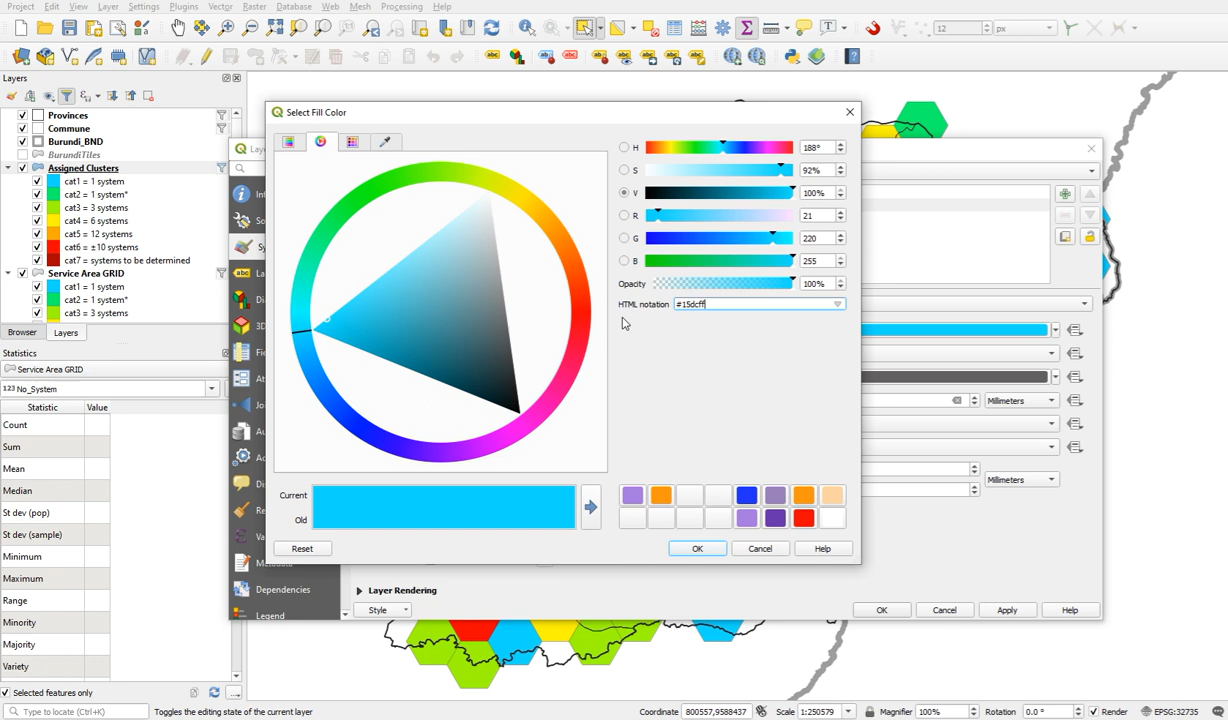 Project Edit View Layer Settings Plugins Vector Raster Database Web Mesh Processing Help
12 px
Layers
Provinces
Commune
Burundi_BND
BurundiTiles
Assigned Clusters
cat1 = 1 system
cat2 = 1 system*
cat3 = 3 systems
cat4 = 6 systems
cat5 = 12 systems
cat6 = ±10 systems
cat7 = systems to be determined
Service Area GRID
cat1 = 1 system
cat2 = 1 system*
cat3 = 3 systems
Browser Layers
Statistics
Service Area GRID
123 No_System
Statistic Value
Count
Sum
Mean
Median
St dev (pop)
St dev (sample)
Minimum
Maximum
Range
Minority
Majority
Variety
Selected features only
Select Fill Color
H 188°
S 92%
V 100%
R 21
G 220
B 255
Opacity 100%
HTML notation #15dcff
Current
Old
Reset OK Cancel Help
Millimeters
Millimeters
Dependencies
Legend
Layer Rendering
Style OK Cancel Apply Help
Type to locate (Ctrl+K) Toggles the editing state of the current layer Coordinate 800557,9588437 Scale 1:250579 Magnifier 100% Rotation 0.0 ° Render EPSG:32735